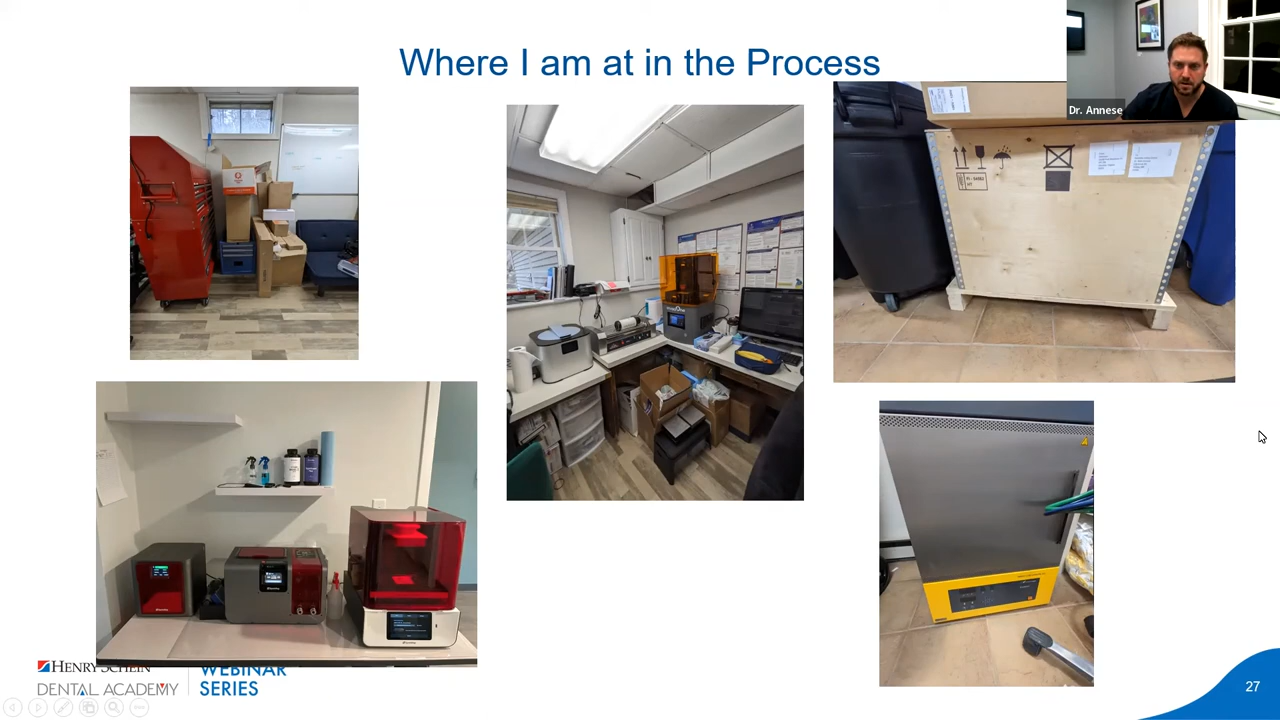 Where I am at in the Process
Dr. Annese
HENRY SCHEIN
DENTAL ACADEMY
WEBINAR
SERIES
27